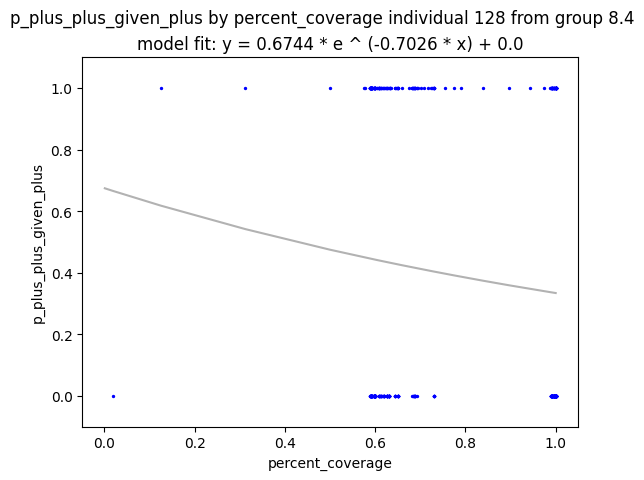 p_plus_plus_given_plus by percent_coverage individual 128 from group 8.4
model fit: y = 0.6744 * e ^ (-0.7026 * x) + 0.0
1.0
0.8
0.6
0.4
0.2
0.0
p_plus_plus_given_plus
0.0 0.2 0.4 0.6 0.8 1.0
percent_coverage